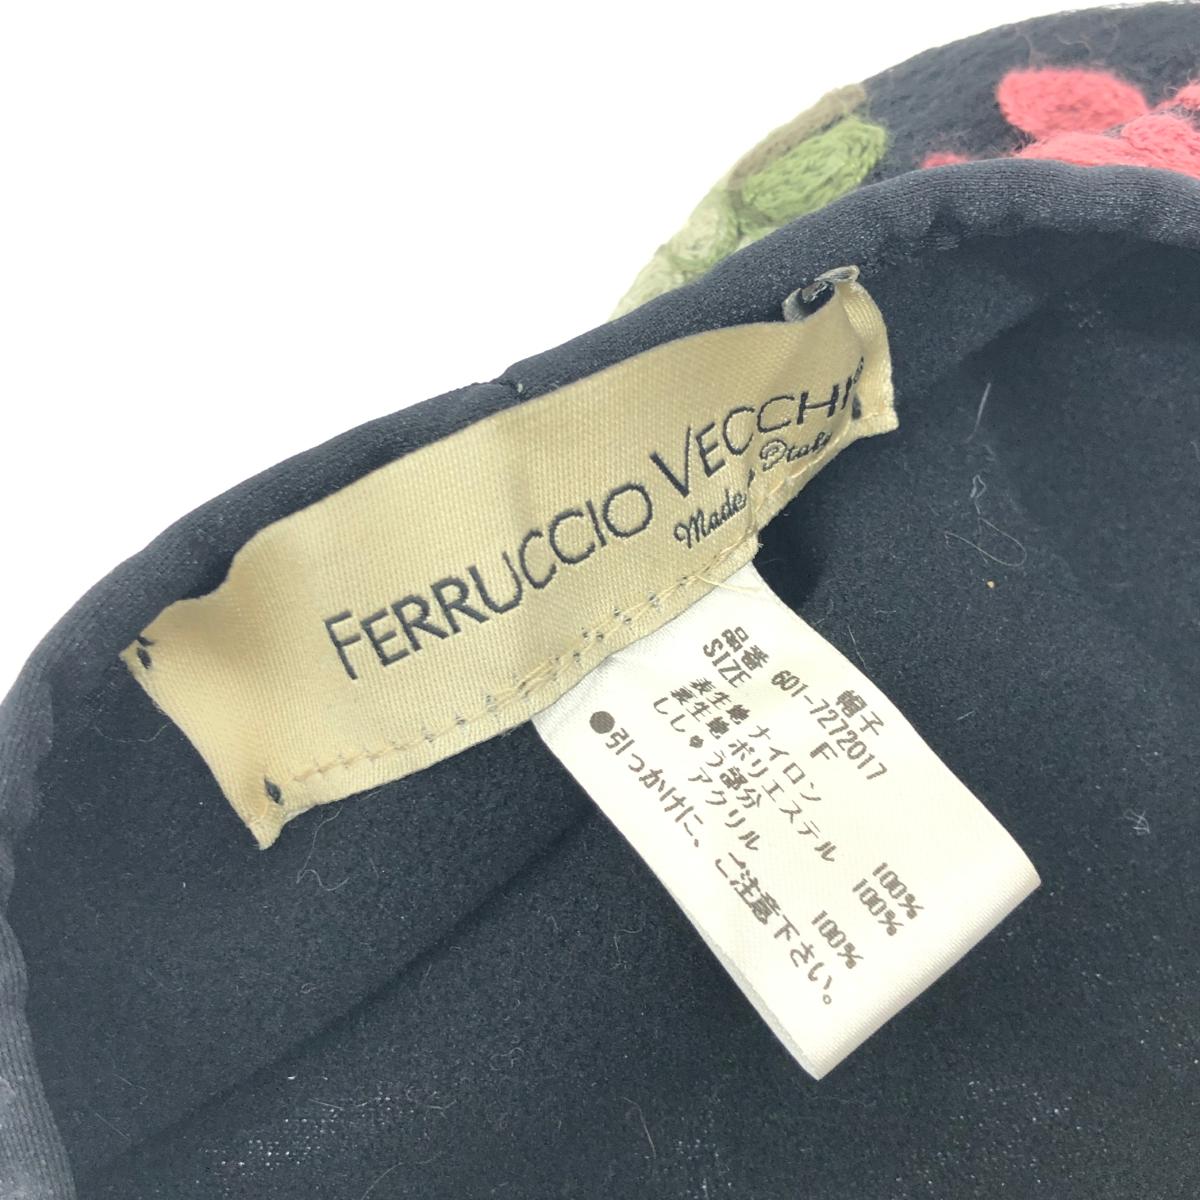 FERRUCCIO VECCHI
Made Italy
帽子
品番 601-7272017
SIZE F
表生地 ナイロン 100%
裏生地 ポリエステル 100%
ししゅう部分
アクリル 100%
●引っかけに、ご注意下さい。